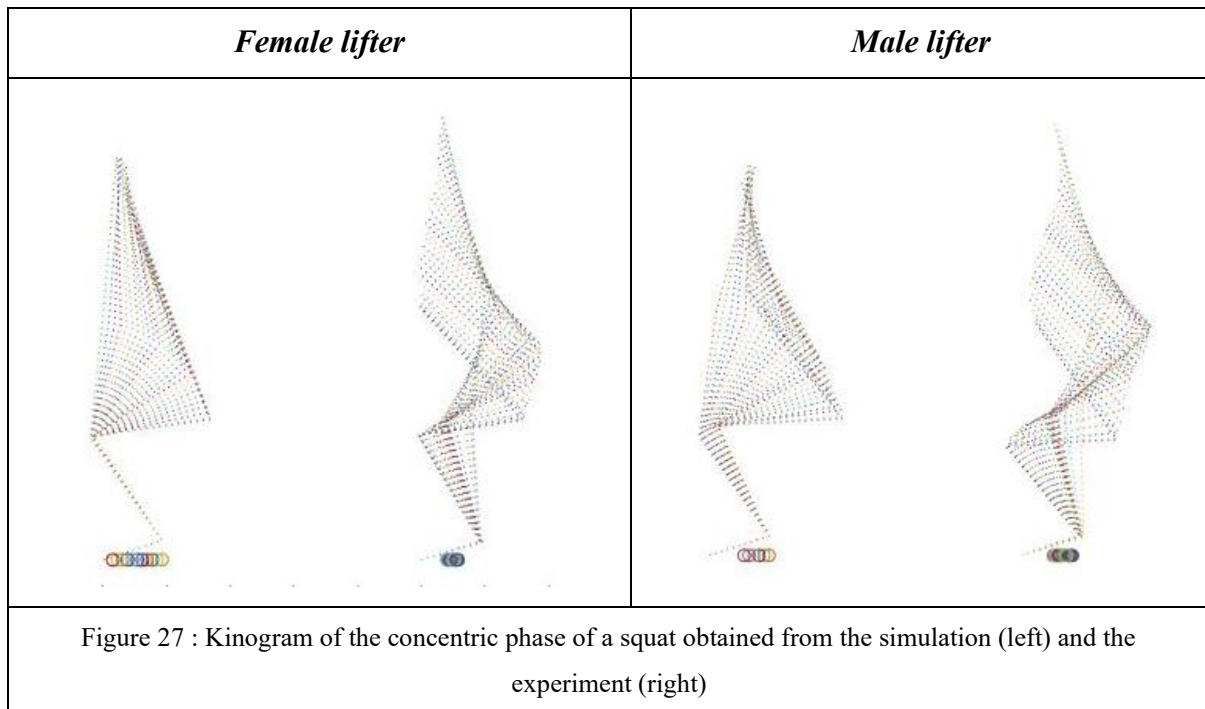 Female lifter
Male lifter
Figure 27 : Kinogram of the concentric phase of a squat obtained from the simulation (left) and the
experiment (right)